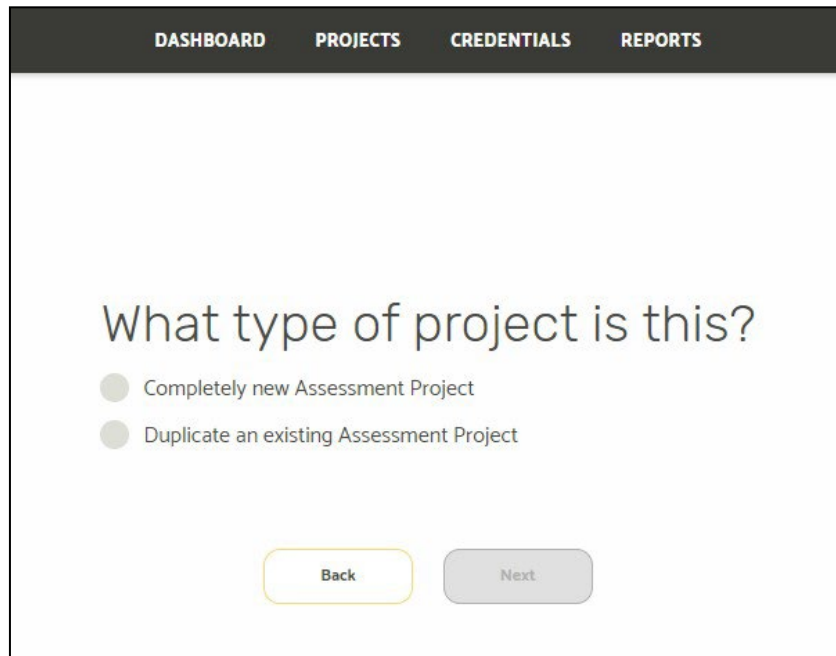 DASHBOARD PROJECTS CREDENTIALS REPORTS
What type of project is this?
Completely new Assessment Project
Duplicate an existing Assessment Project
Back Next